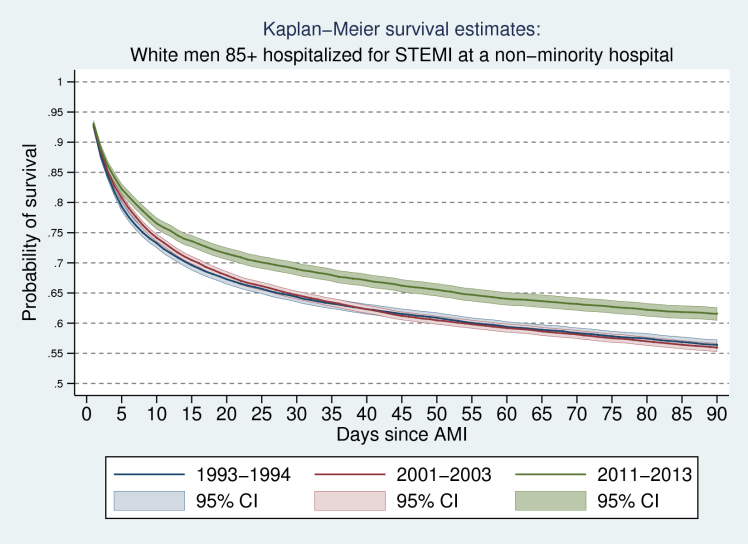 Kaplan−Meier survival estimates:
White men 85+ hospitalized for STEMI at a non−minority hospital
Probability of survival
1
.95
.9
.85
.8
.75
.7
.65
.6
.55
.5
0 5 10 15 20 25 30 35 40 45 50 55 60 65 70 75 80 85 90
Days since AMI
1993−1994 2001−2003 2011−2013
95% CI 95% CI 95% CI